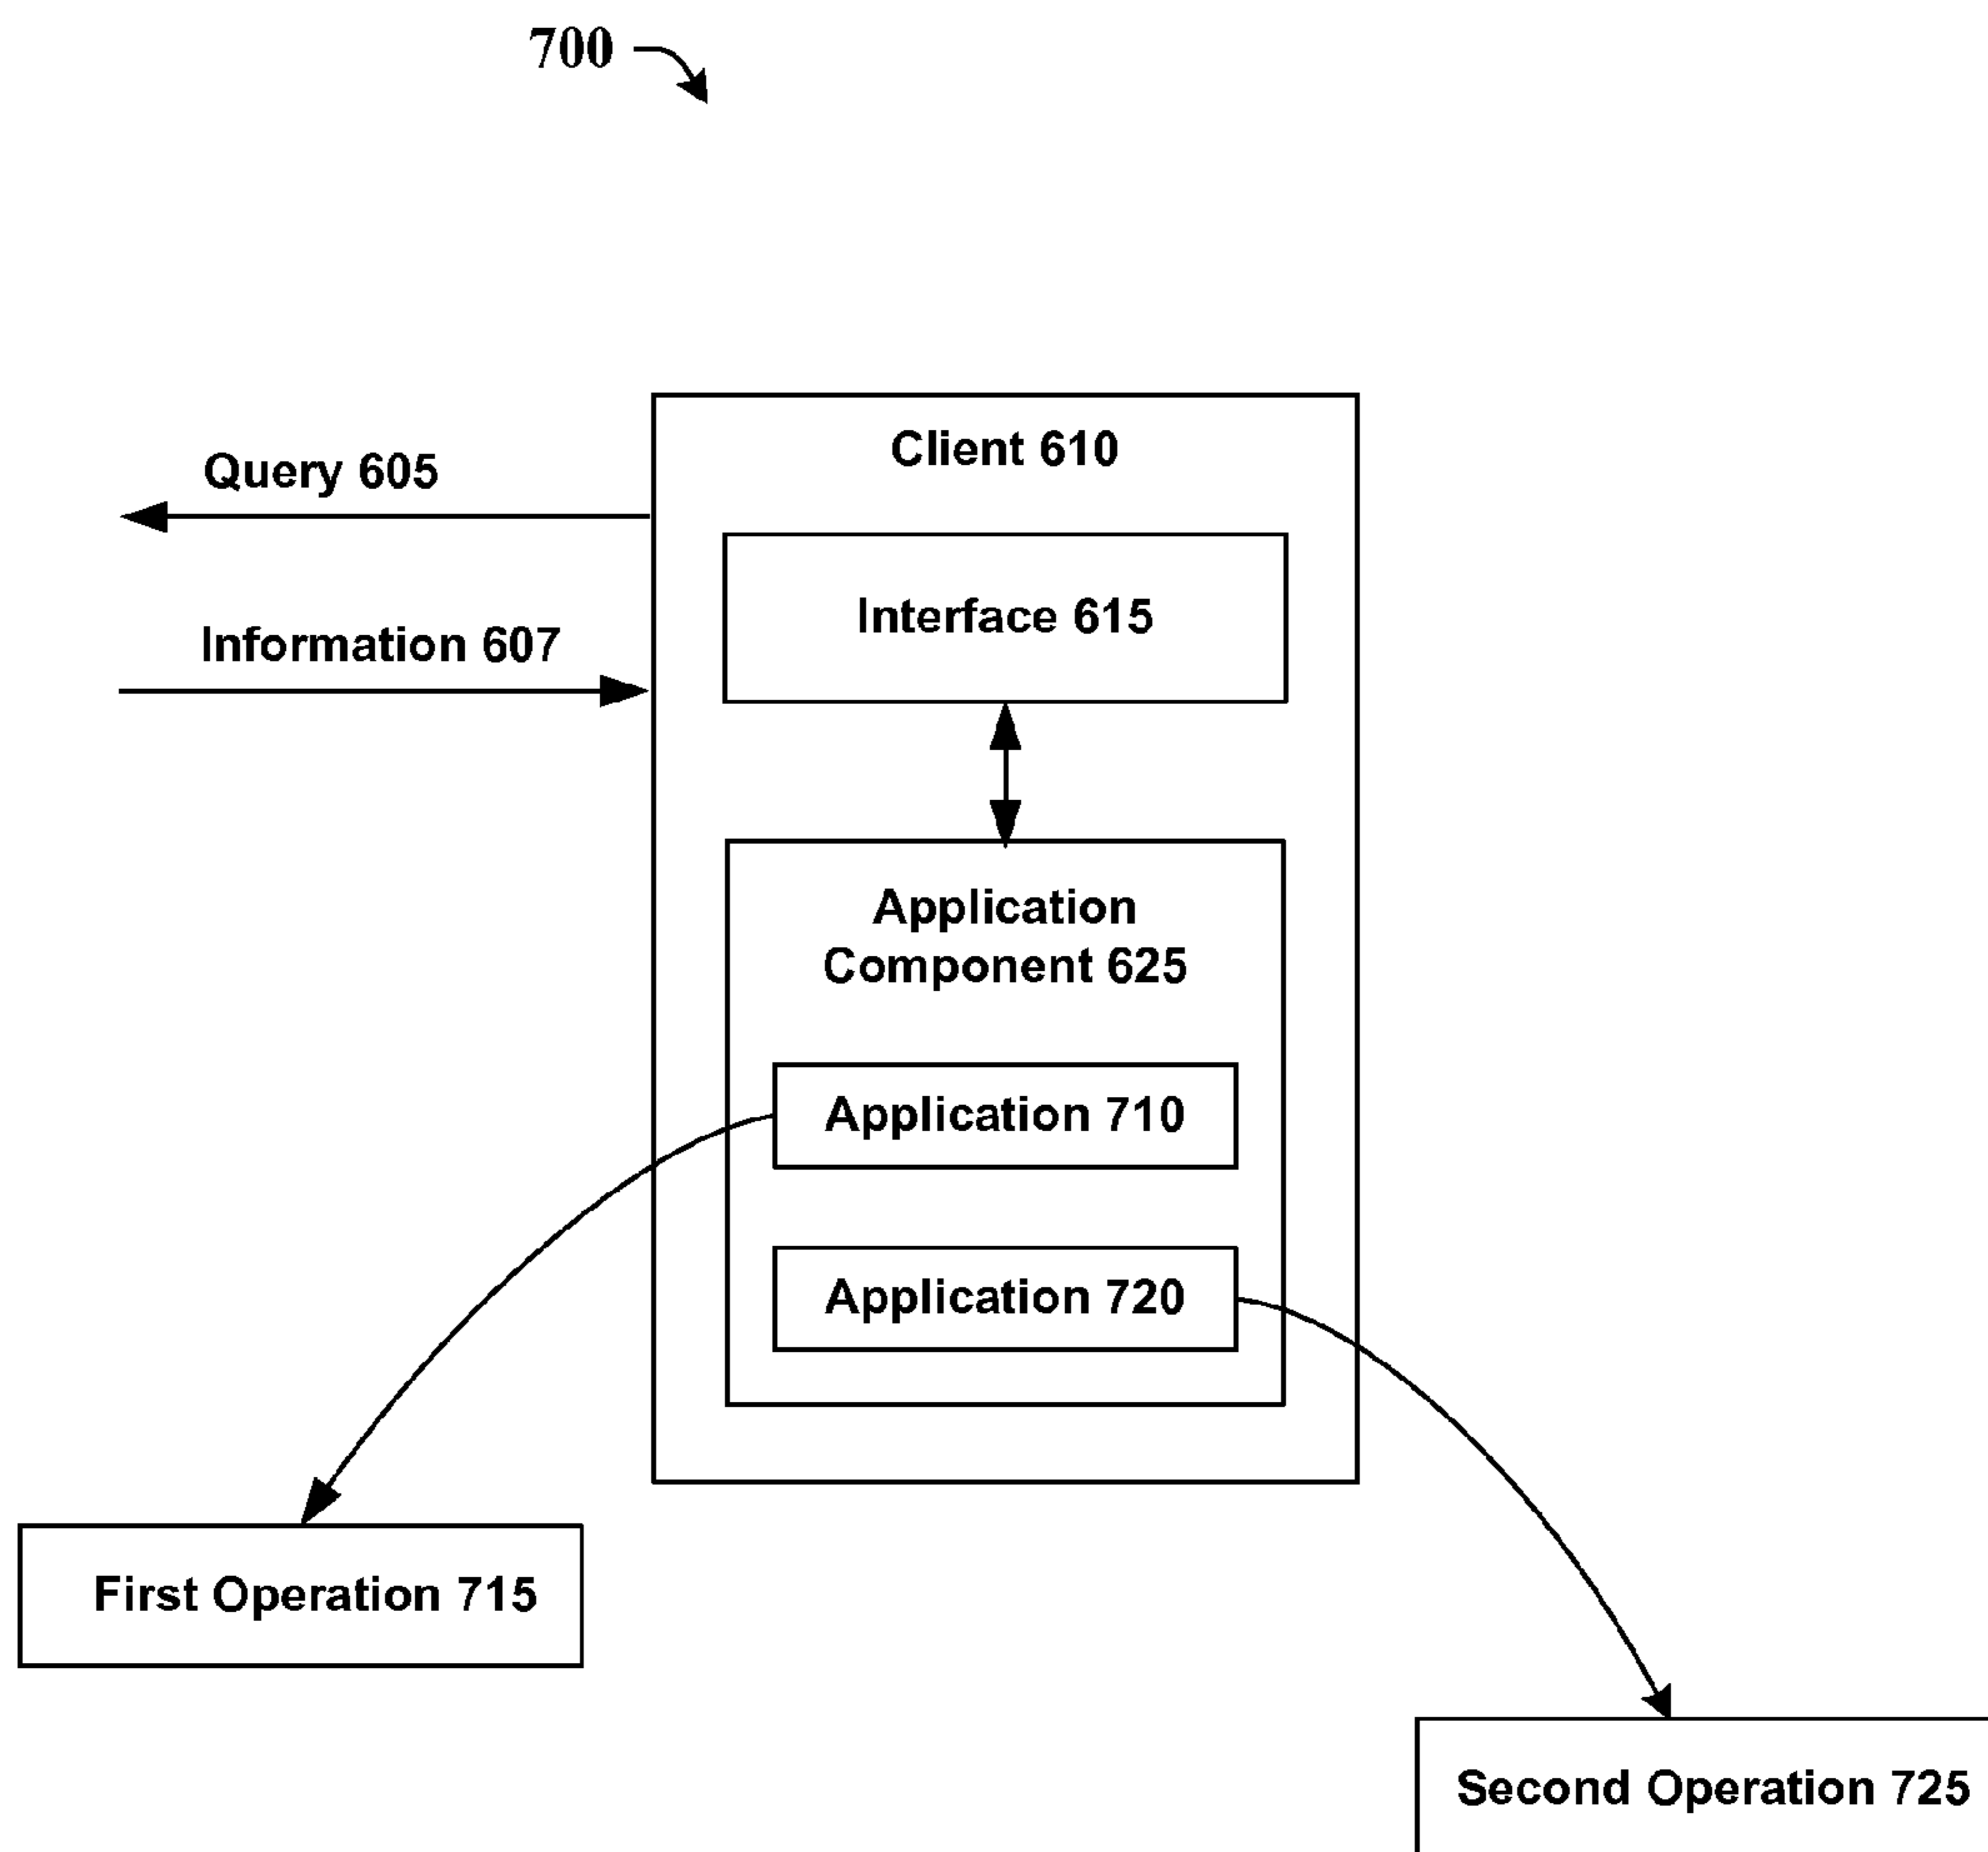 700
Query 605
Information 607
Client 610
Interface 615
Application
Component 625
Application 710
Application 720
First Operation 715
Second Operation 725